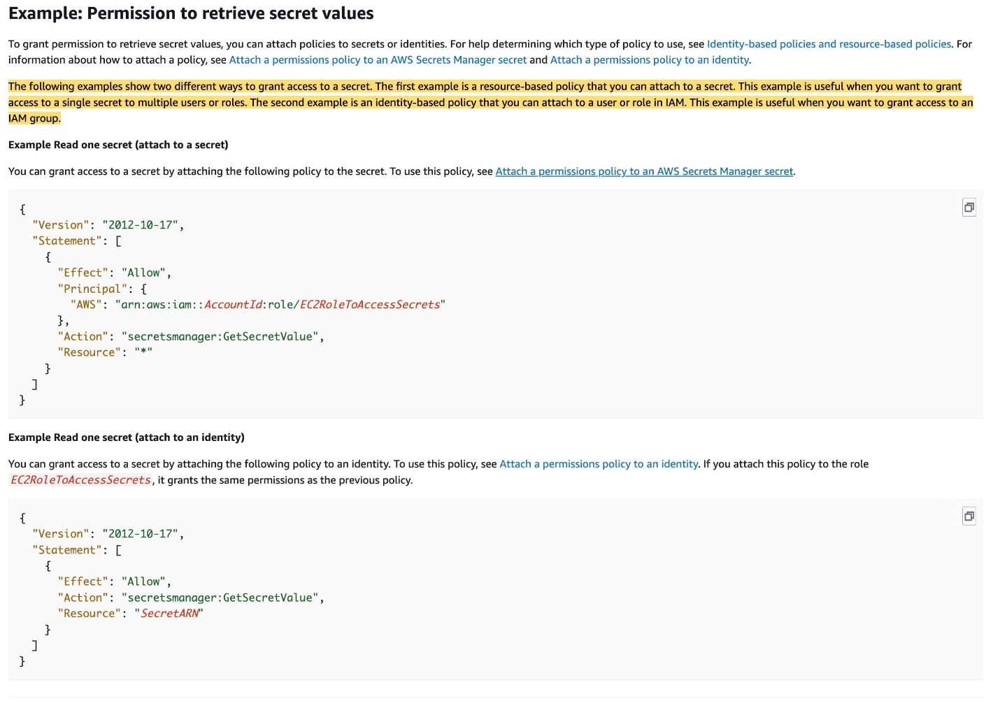 Example: Permission to retrieve secret values
To grant permission to retrieve secret values, you can attach policies to secrets or identities. For help determining which type of policy to use, see Identity-based policies and resource-based policies. For
information about how to attach a policy, see Attach a permissions policy to an AWS Secrets Manager secret and Attach a permissions policy to an identity.
The following examples show two different ways to grant access to a secret. The first example is a resource-based policy that you can attach to a secret. This example is useful when you want to grant
access to a single secret to multiple users or roles. The second example is an identity-based policy that you can attach to a user or role in IAM. This example is useful when you want to grant access to an
IAM group.
Example Read one secret (attach to a secret)
You can grant access to a secret by attaching the following policy to the secret. To use this policy, see Attach a permissions policy to an AWS Secrets Manager secret.
{
  "Version": "2012-10-17",
  "Statement": [
    {
      "Effect": "Allow",
      "Principal": {
        "AWS": "arn:aws:iam::AccountId:role/EC2RoleToAccessSecrets"
      },
      "Action": "secretsmanager:GetSecretValue",
      "Resource": "*"
    }
  ]
}
Example Read one secret (attach to an identity)
You can grant access to a secret by attaching the following policy to an identity. To use this policy, see Attach a permissions policy to an identity. If you attach this policy to the role
EC2RoleToAccessSecrets, it grants the same permissions as the previous policy.
{
  "Version": "2012-10-17",
  "Statement": [
    {
      "Effect": "Allow",
      "Action": "secretsmanager:GetSecretValue",
      "Resource": "SecretARN"
    }
  ]
}